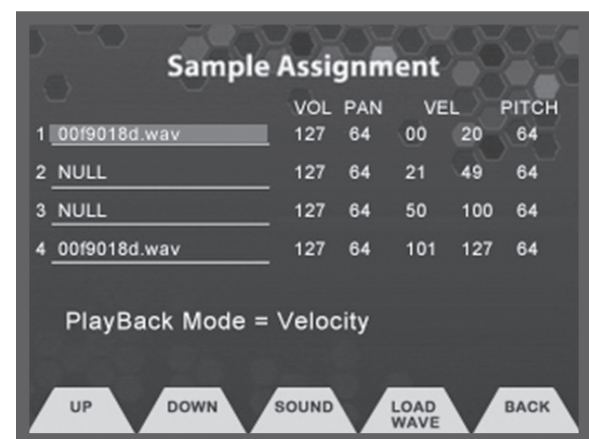 Sample Assignment
VOL PAN VEL PITCH
1 00f9018d.wav 127 64 00 20 64
2 NULL 127 64 21 49 64
3 NULL 127 64 50 100 64
4 00f9018d.wav 127 64 101 127 64
PlayBack Mode = Velocity
UP DOWN SOUND LOAD WAVE BACK